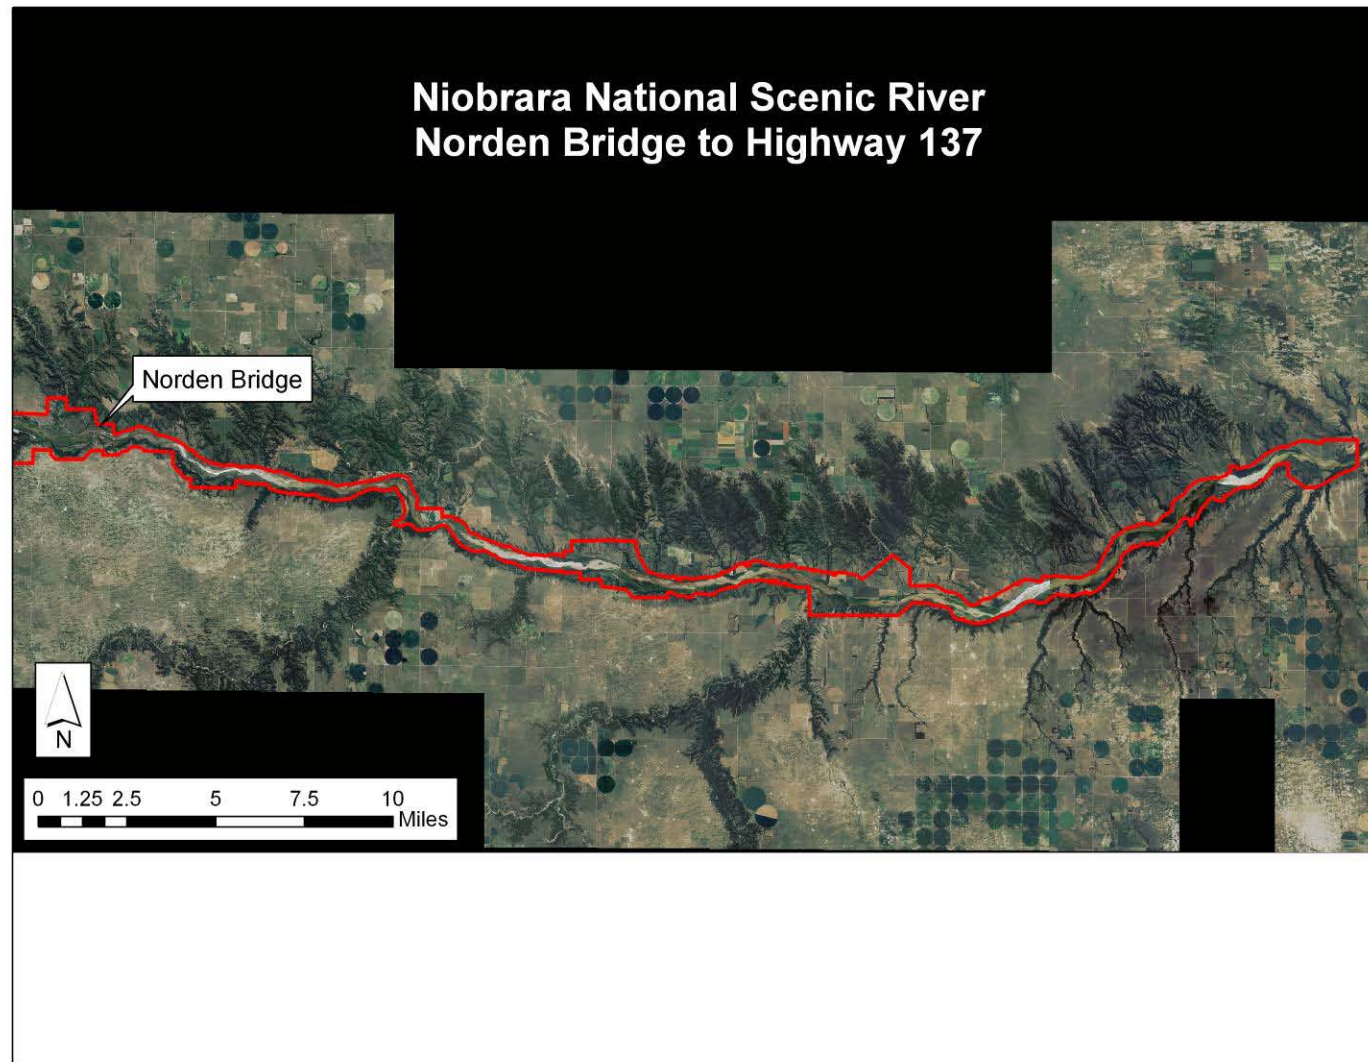 Niobrara National Scenic River
Norden Bridge to Highway 137
Norden Bridge
N
0 1.25 2.5 5 7.5 10
Miles